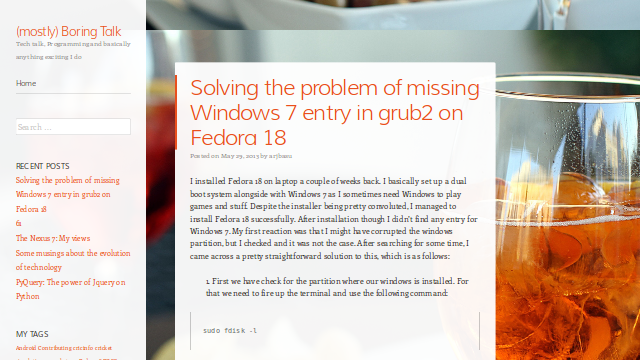 (mostly) Boring Talk
Tech talk, Programming and basically
anything exciting I do
Home
Search ...
RECENT POSTS
Solving the problem of missing
Windows 7 entry in grub2 on
Fedora 18
61
The Nexus 7: My views
Some musings about the evolution
of technology
PyQuery: The power of Jquery on
Python
MY TAGS
Android Contributing cricinfo cricket
Solving the problem of missing
Windows 7 entry in grub2 on
Fedora 18
Posted on May 29, 2013 by arjbasu
I installed Fedora 18 on laptop a couple of weeks back. I basically set up a dual
boot system alongside with Windows 7 as I sometimes need Windows to play
games and stuff. Despite the installer being pretty convoluted, I managed to
install Fedora 18 successfully. After installation though I didn't find any entry for
Windows 7. My first reaction was that I might have corrupted the windows
partition, but I checked and it was not the case. After searching for some time, I
came across a pretty straightforward solution to this, which is as follows:
1. First we have check for the partition where our windows is installed. For
that we need to fire up the terminal and use the following command:
sudo fdisk -l